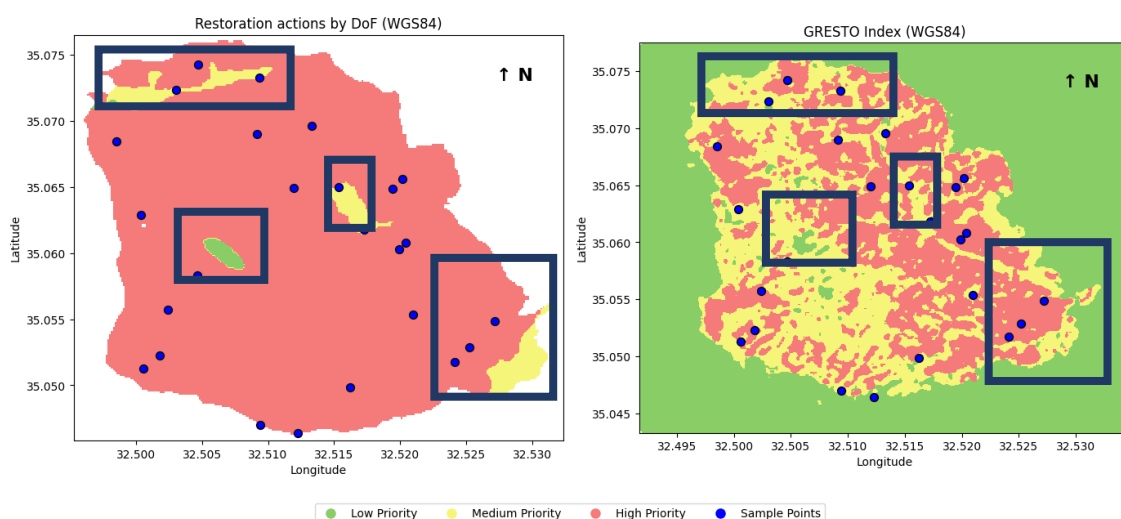 Restoration actions by DoF (WGS84)
GRESTO Index (WGS84)
↑ N
↑ N
Latitude
35.075
35.070
35.065
35.060
35.055
35.050
32.500
32.505
32.510
32.515
32.520
32.525
32.530
Longitude
Latitude
35.075
35.070
35.065
35.060
35.055
35.050
35.045
32.495
32.500
32.505
32.510
32.515
32.520
32.525
32.530
Longitude
Low Priority
Medium Priority
High Priority
Sample Points